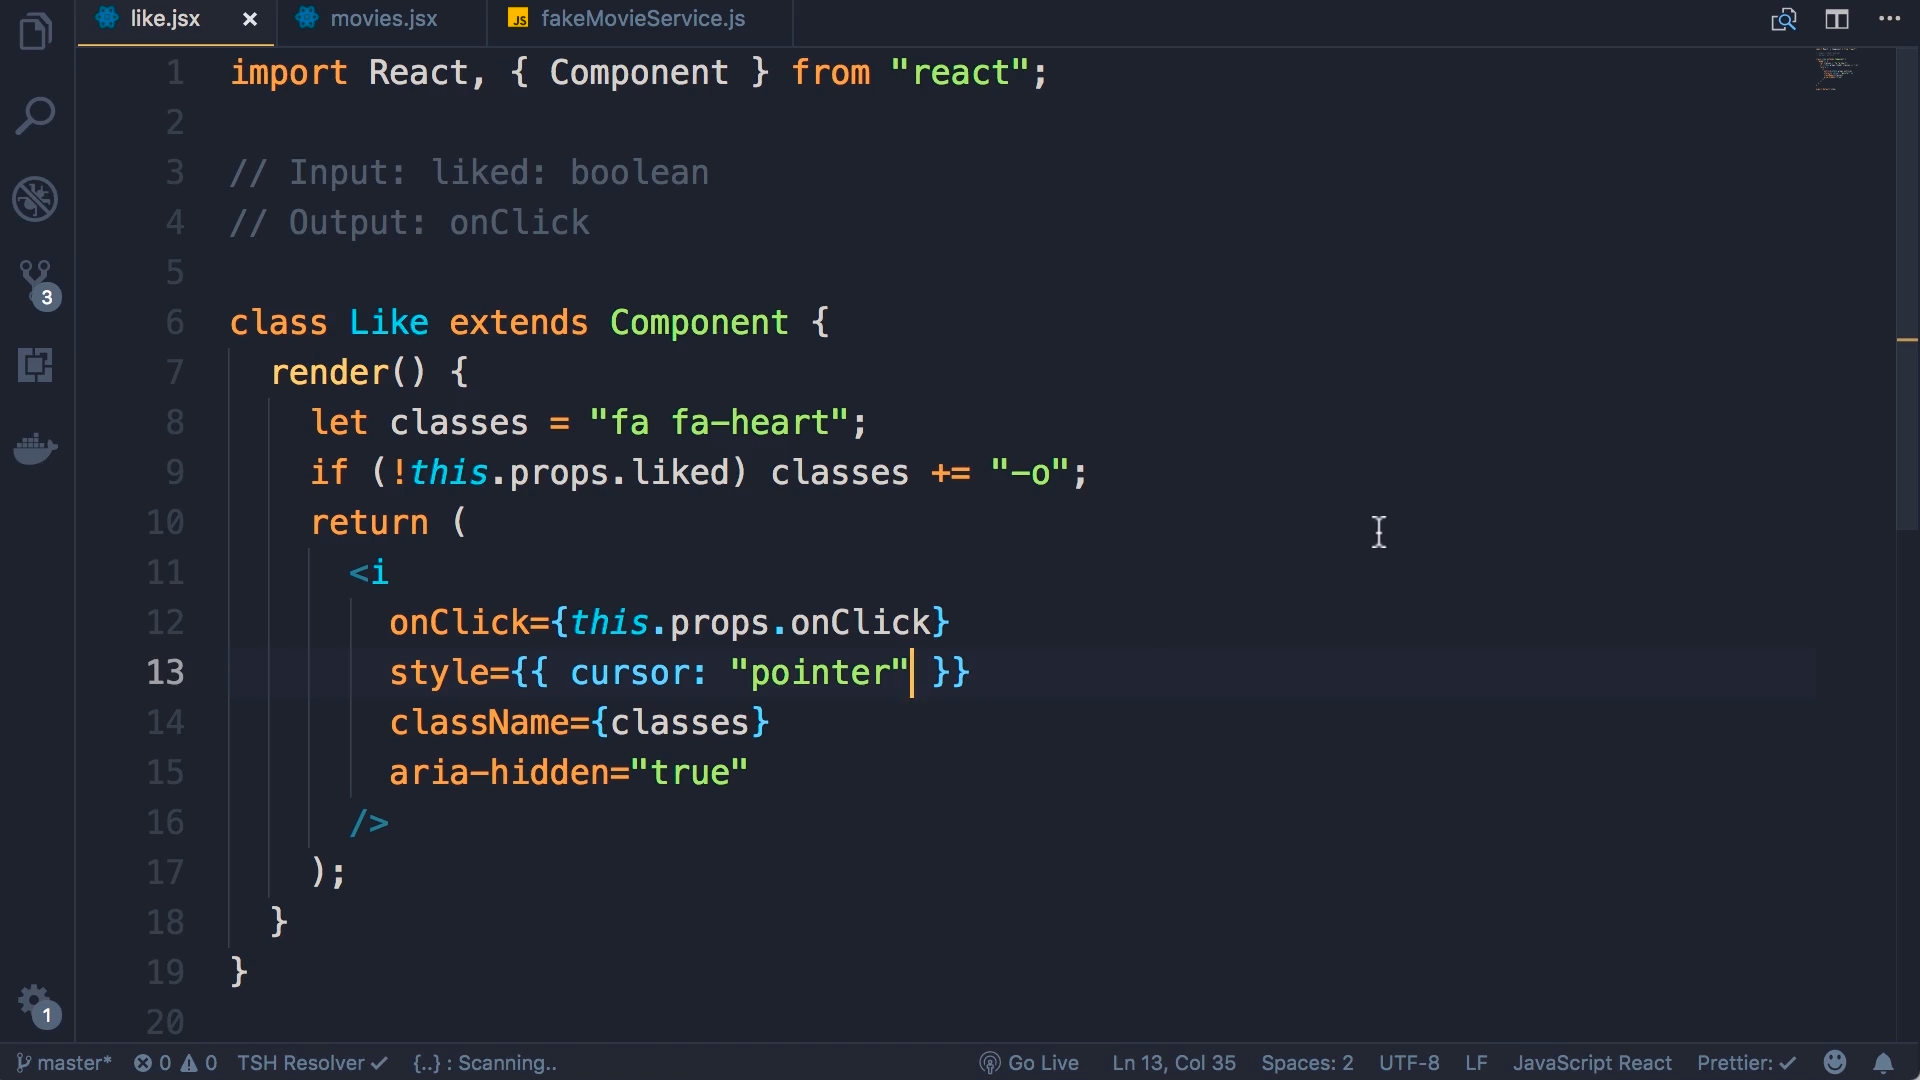 like.jsx × movies.jsx JS fakeMovieService.js
1 import React, { Component } from "react";
2
3 // Input: liked: boolean
4 // Output: onClick
5
6 class Like extends Component {
7 render() {
8 let classes = "fa fa-heart";
9 if (!this.props.liked) classes += "-o";
10 return (
11 <i
12 onClick={this.props.onClick}
13 style={{ cursor: "pointer" }}
14 className={classes}
15 aria-hidden="true"
16 />
17 );
18 }
19 }
20
3
1
master* 0 0 TSH Resolver ✓ {..} : Scanning.. Go Live Ln 13, Col 35 Spaces: 2 UTF-8 LF JavaScript React Prettier: ✓